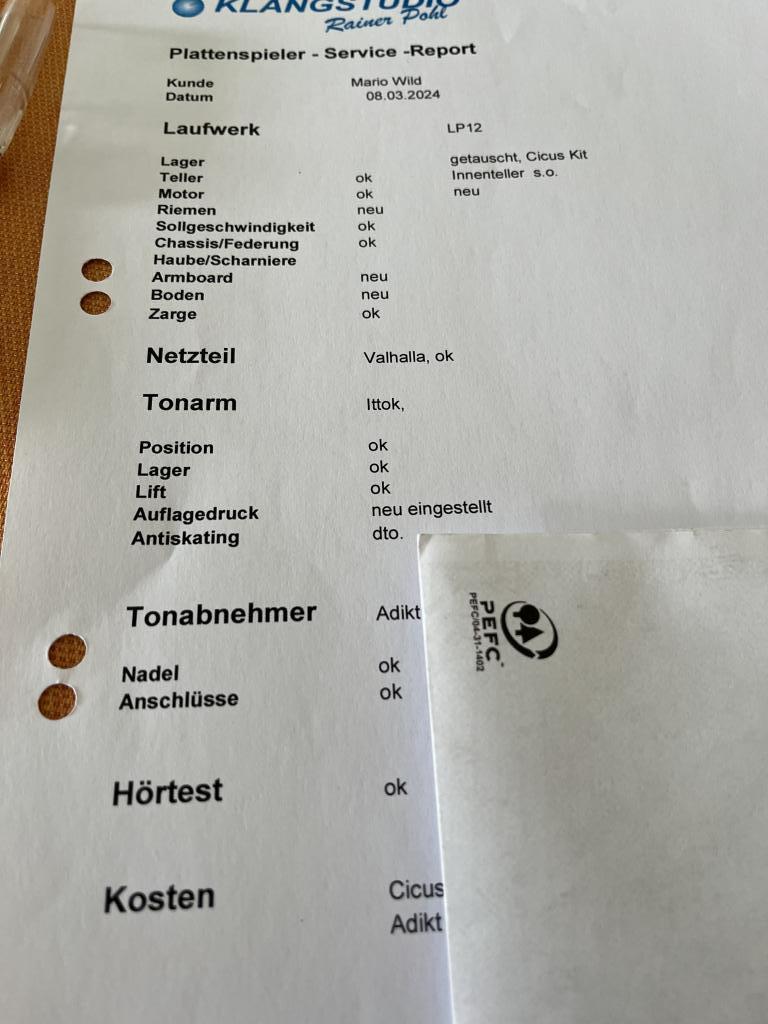 KLANGSTUDIO
Rainer Pohl
Plattenspieler - Service -Report
Kunde Mario Wild
Datum 08.03.2024
Laufwerk LP12
Lager getauscht, Cicus Kit
Teller ok Innenteller s.o.
Motor ok neu
Riemen neu
Sollgeschwindigkeit ok
Chassis/Federung ok
Haube/Scharniere
Armboard neu
Boden neu
Zarge ok
Netzteil Valhalla, ok
Tonarm Ittok,
Position ok
Lager ok
Lift ok
Auflagedruck neu eingestellt
Antiskating dto.
Tonabnehmer Adikt
Nadel ok
Anschlüsse ok
Hörtest ok
Kosten Cicus
Adikt
PEFC™
PEFC/04-31-1402